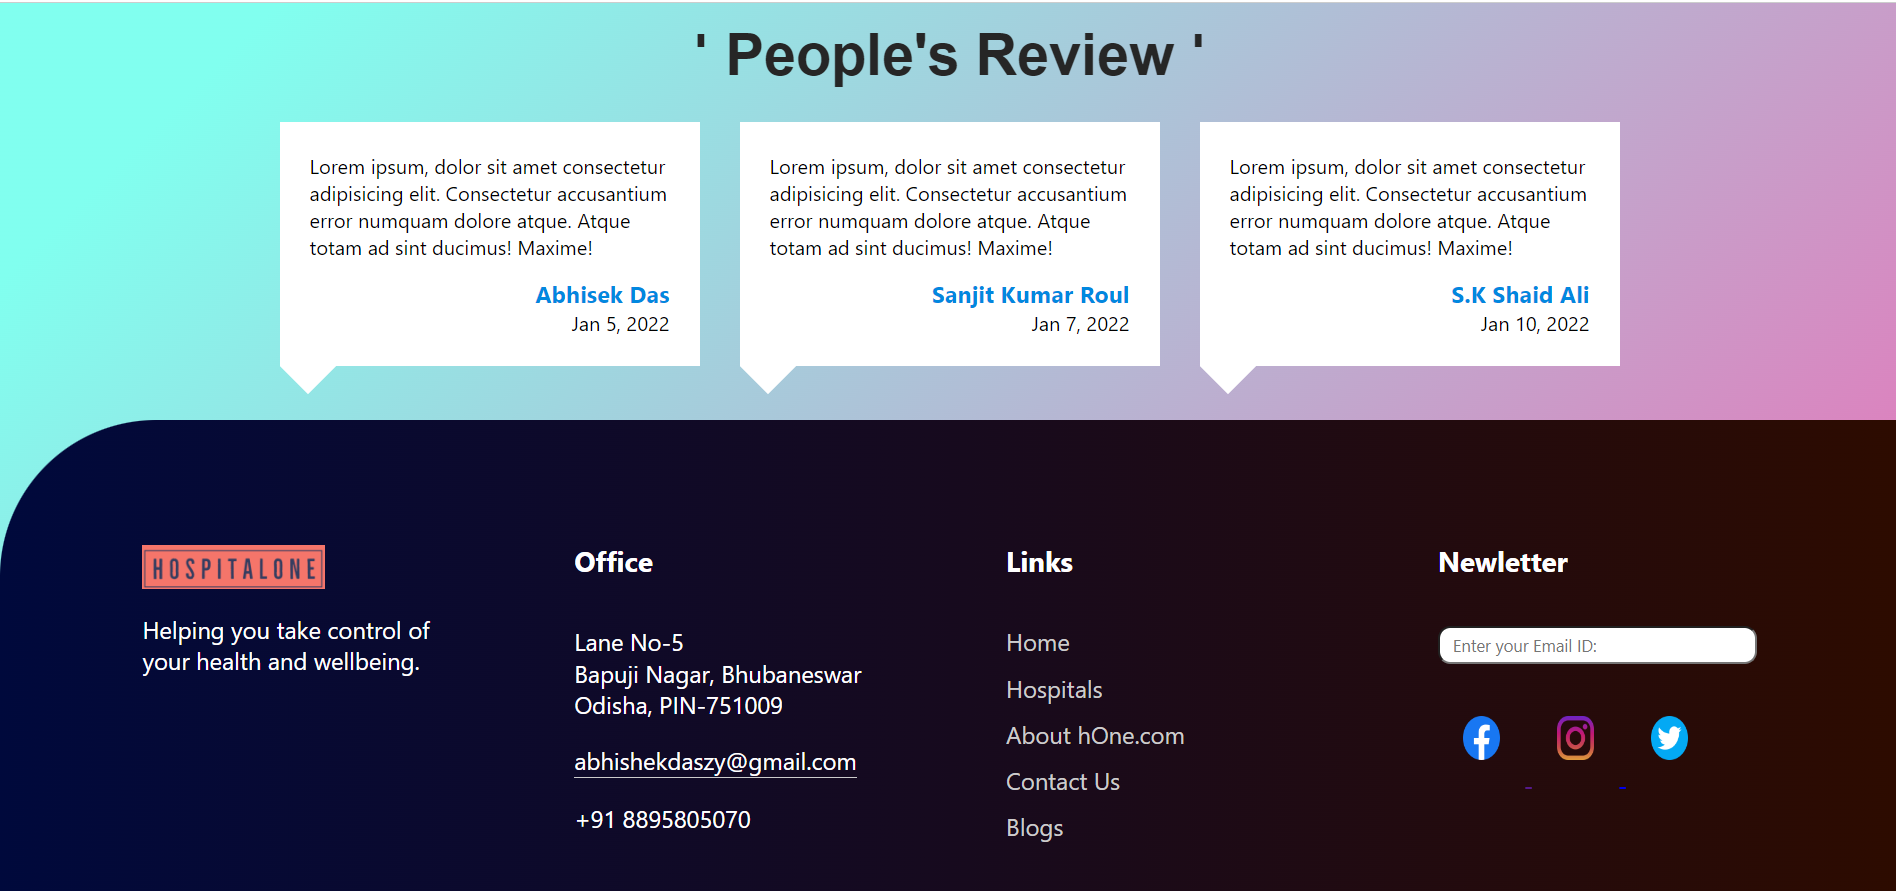 ' People's Review '
Lorem ipsum, dolor sit amet consectetur
adipisicing elit. Consectetur accusantium
error numquam dolore atque. Atque
totam ad sint ducimus! Maxime!
Abhisek Das
Jan 5, 2022
Lorem ipsum, dolor sit amet consectetur
adipisicing elit. Consectetur accusantium
error numquam dolore atque. Atque
totam ad sint ducimus! Maxime!
Sanjit Kumar Roul
Jan 7, 2022
Lorem ipsum, dolor sit amet consectetur
adipisicing elit. Consectetur accusantium
error numquam dolore atque. Atque
totam ad sint ducimus! Maxime!
S.K Shaid Ali
Jan 10, 2022
HOSPITALONE
Helping you take control of
your health and wellbeing.
Office
Lane No-5
Bapuji Nagar, Bhubaneswar
Odisha, PIN-751009
abhishekdaszy@gmail.com
+91 8895805070
Links
Home
Hospitals
About hOne.com
Contact Us
Blogs
Newletter
Enter your Email ID: